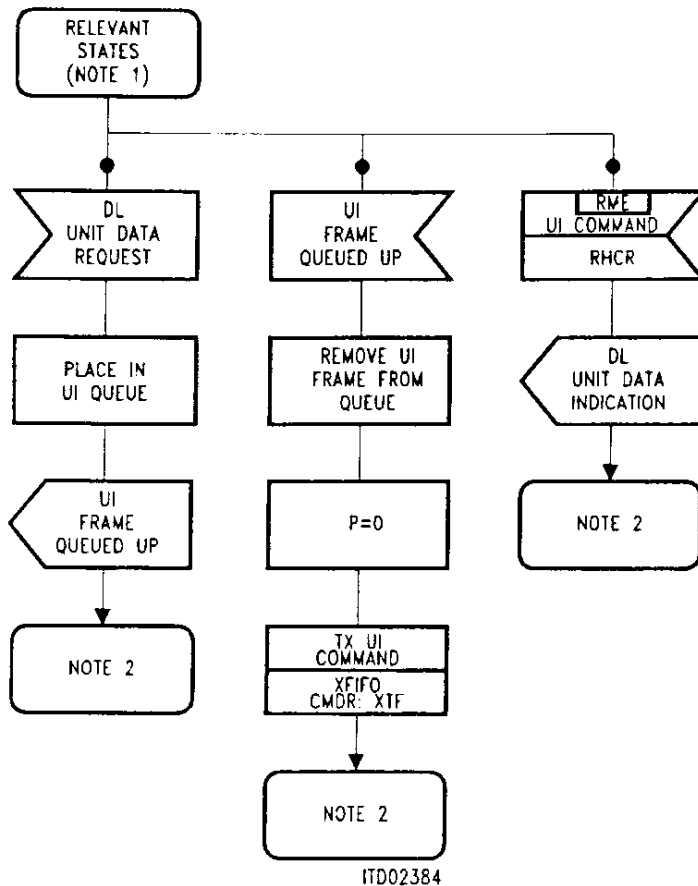 RELEVANT
STATES
(NOTE 1)
DL
UNIT DATA
REQUEST
PLACE IN
UI QUEUE
UI
FRAME
QUEUED UP
NOTE 2
UI
FRAME
QUEUED UP
REMOVE UI
FRAME FROM
QUEUE
P=0
TX UI
COMMAND
XFIFO
CMDR: XTF
NOTE 2
RME
UI COMMAND
RHCR
DL
UNIT DATA
INDICATION
NOTE 2
ITD02384